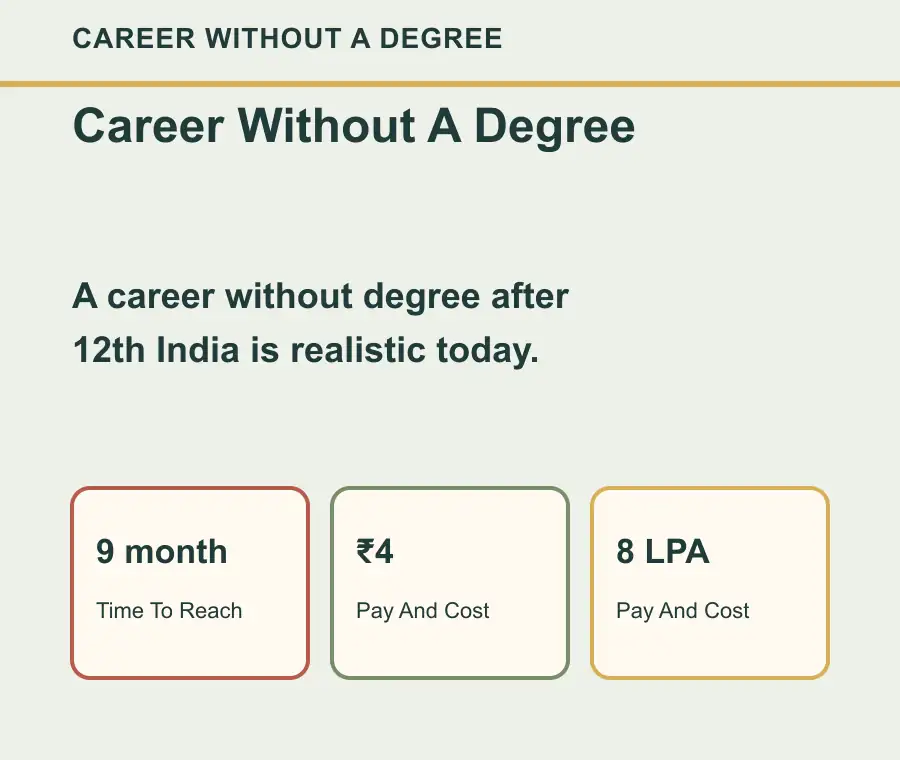 CAREER WITHOUT A DEGREE
Career Without A Degree
A career without degree after
12th India is realistic today.
9 month
Time To Reach
₹4
Pay And Cost
8 LPA
Pay And Cost